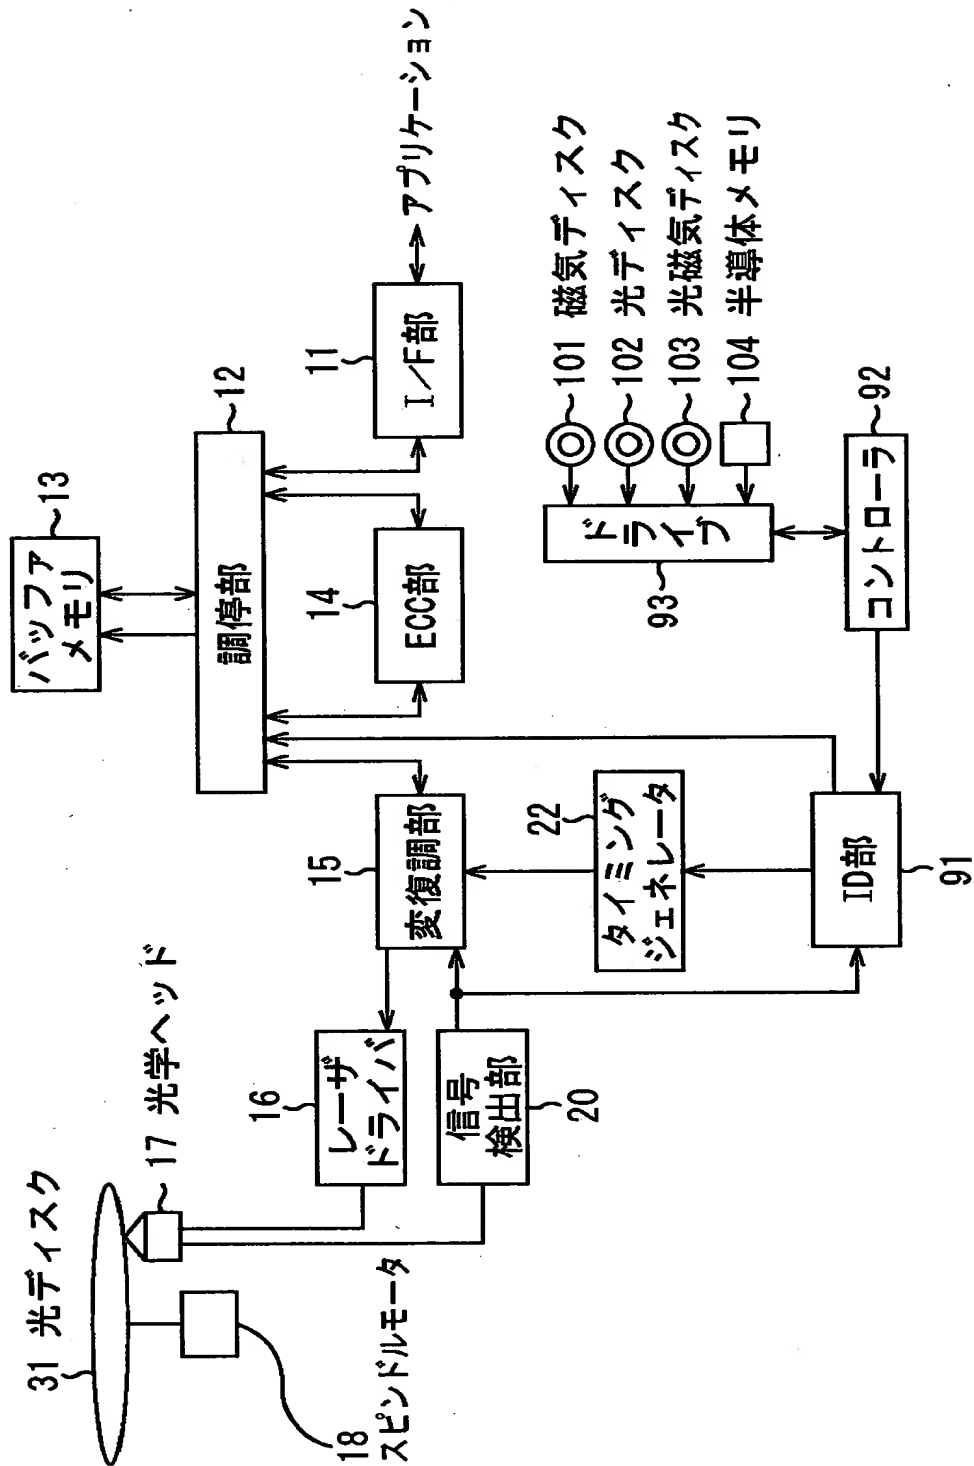 31 光ディスク
17 光学ヘッド
18
スピンドルモータ
16
レーザ
ドライバ
信号
検出部
20
15
変復調部
バッファ
メモリ
13
調停部
12
14
ECC部
11
I/F部
アプリケーション
22
タイミング
ジェネレータ
ID部
91
ドライブ
93
101 磁気ディスク
102 光ディスク
103 光磁気ディスク
104 半導体メモリ
コントローラ
92